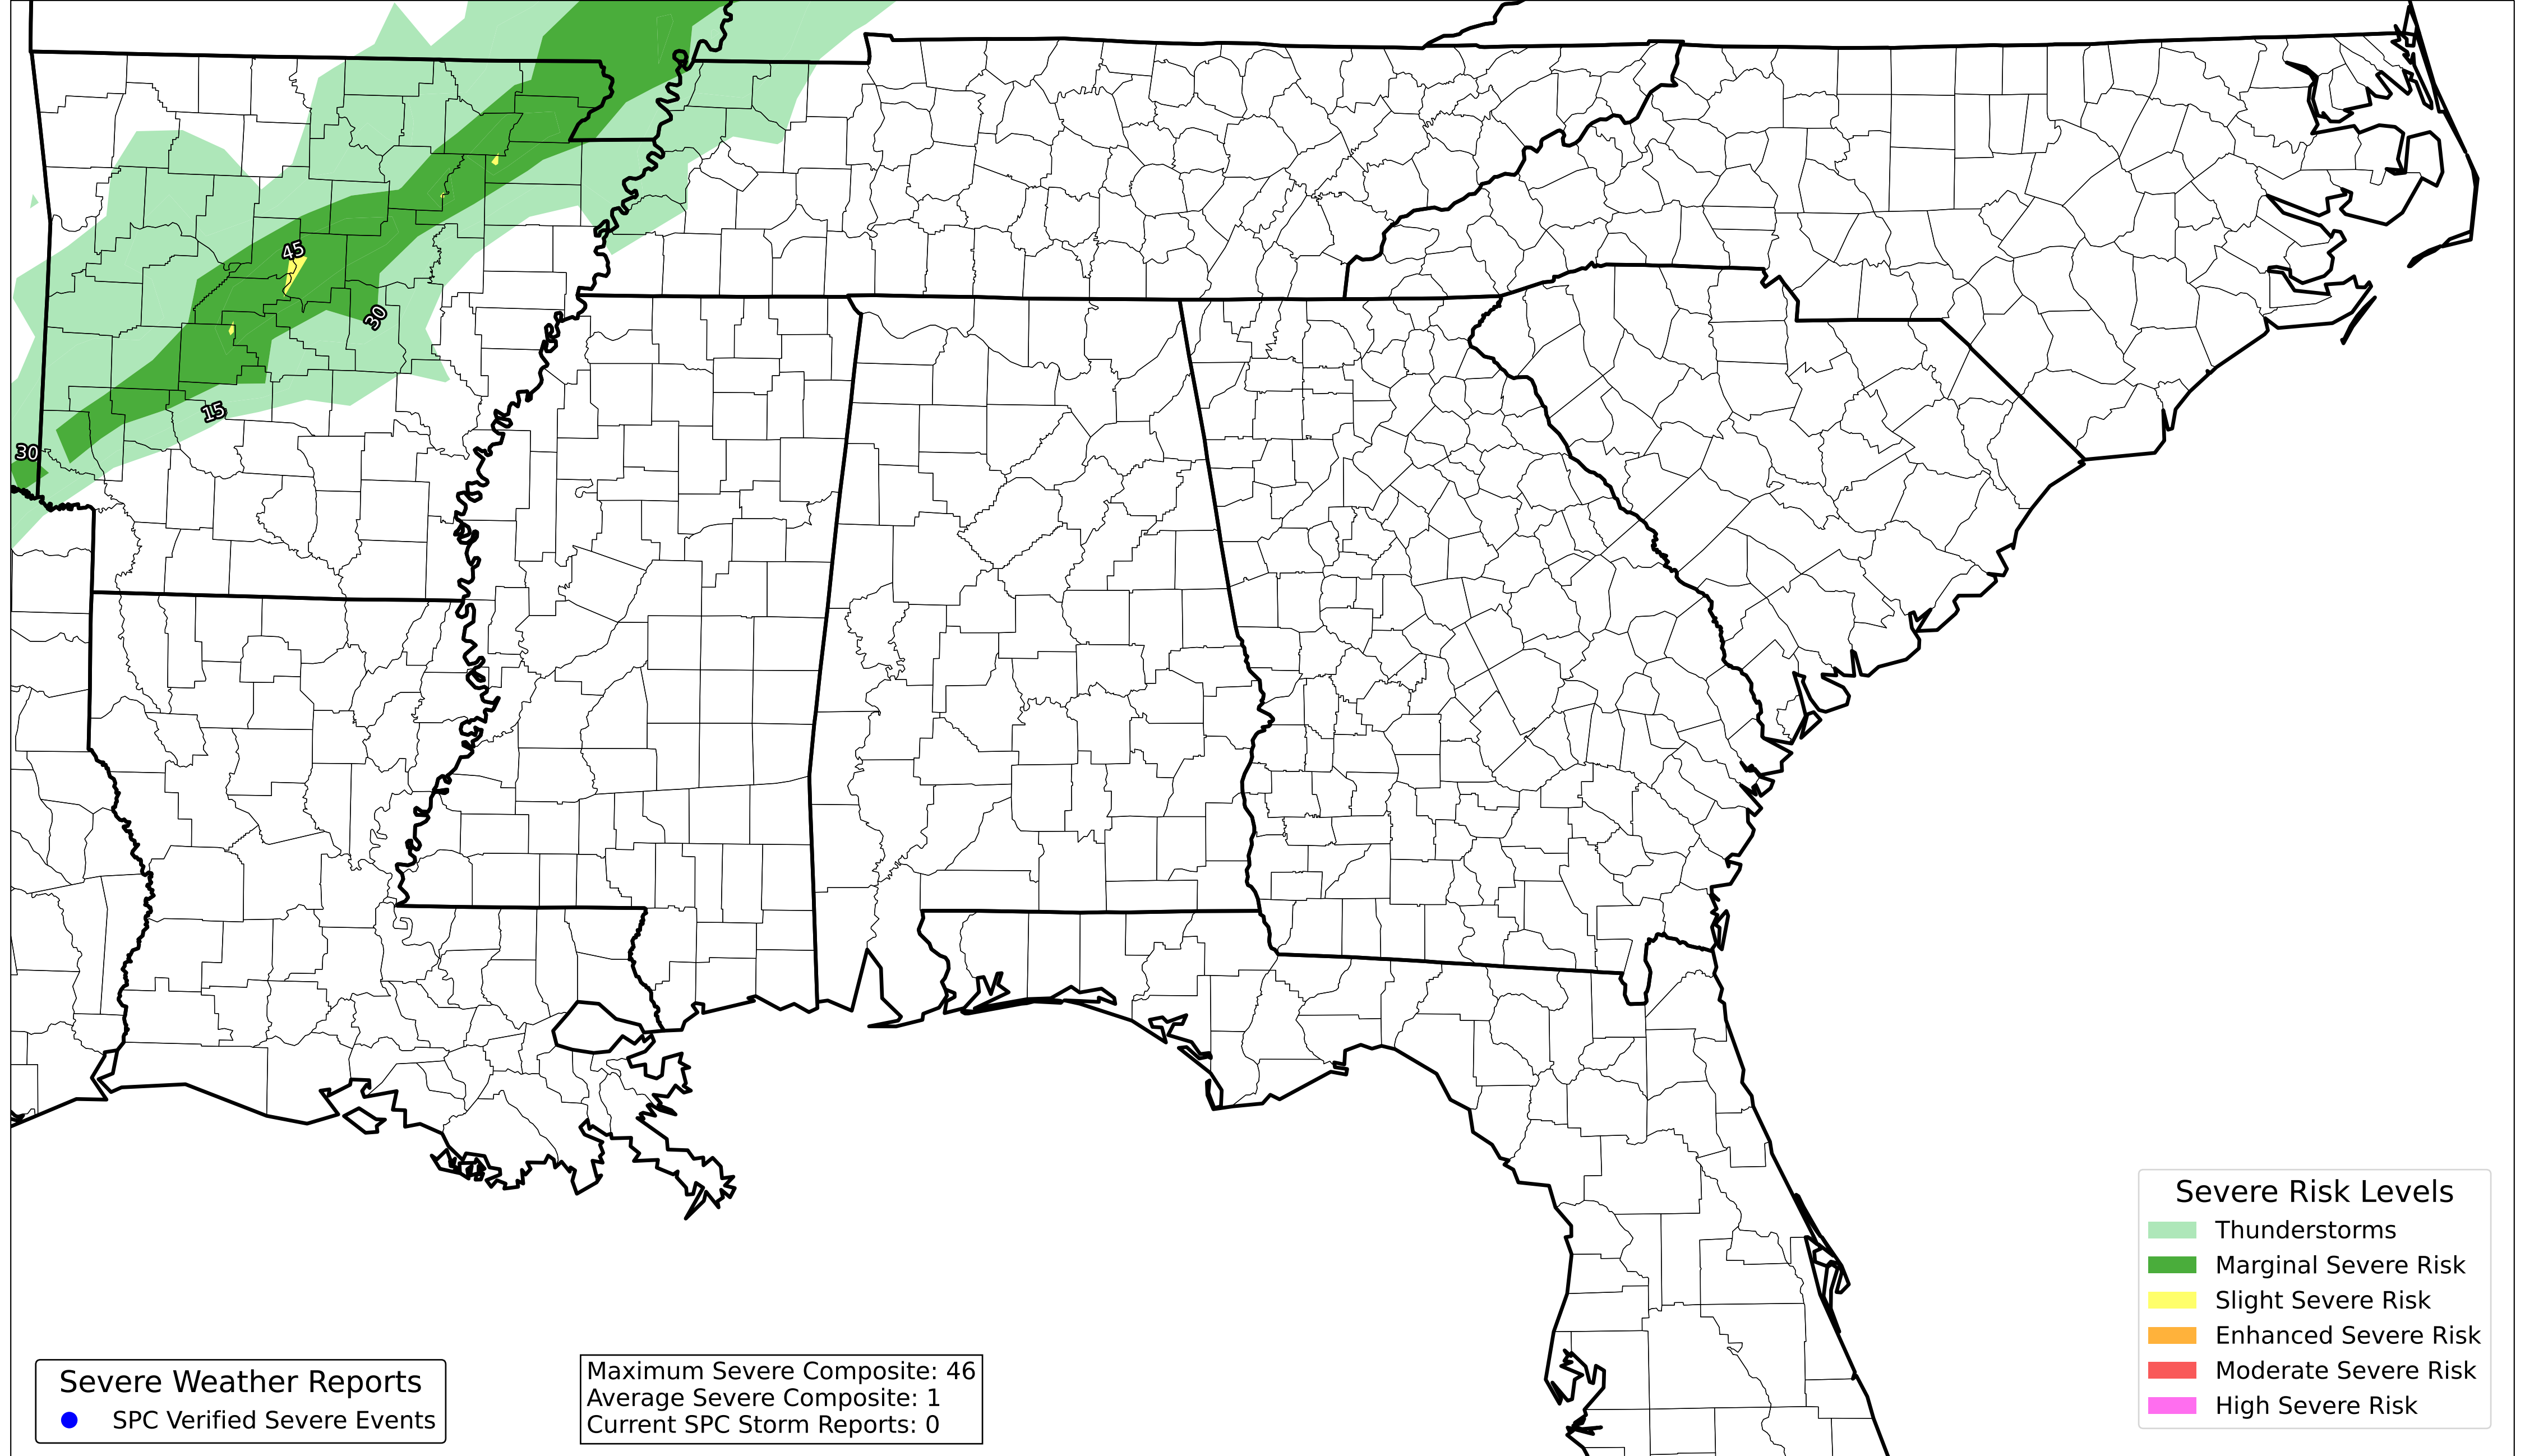 45
30
15
30
Severe Risk Levels
Thunderstorms
Marginal Severe Risk
Slight Severe Risk
Enhanced Severe Risk
Moderate Severe Risk
High Severe Risk
Severe Weather Reports
SPC Verified Severe Events
Maximum Severe Composite: 46
Average Severe Composite: 1
Current SPC Storm Reports: 0